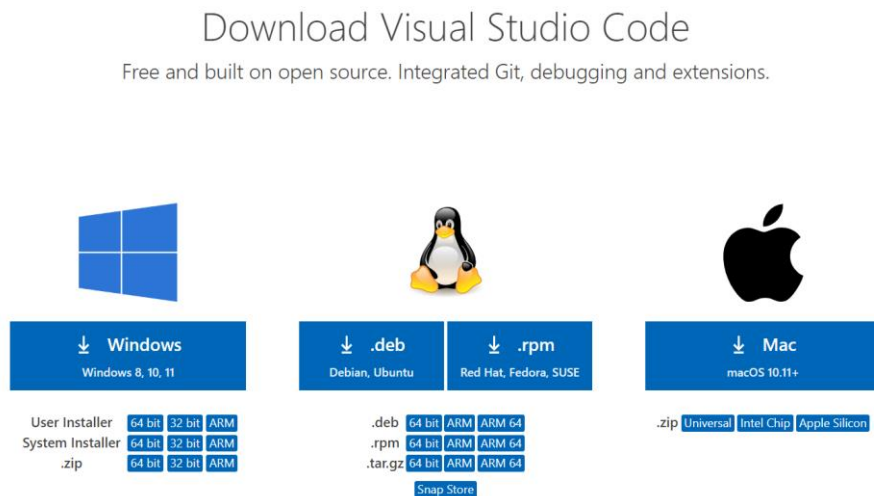 Download Visual Studio Code
Free and built on open source. Integrated Git, debugging and extensions.
Windows
Windows 8, 10, 11
User Installer 64 bit 32 bit ARM
System Installer 64 bit 32 bit ARM
.zip 64 bit 32 bit ARM
.deb
Debian, Ubuntu
.rpm
Red Hat, Fedora, SUSE
.deb 64 bit ARM ARM 64
.rpm 64 bit ARM ARM 64
.tar.gz 64 bit ARM ARM 64
Snap Store
Mac
macOS 10.11+
.zip Universal Intel Chip Apple Silicon